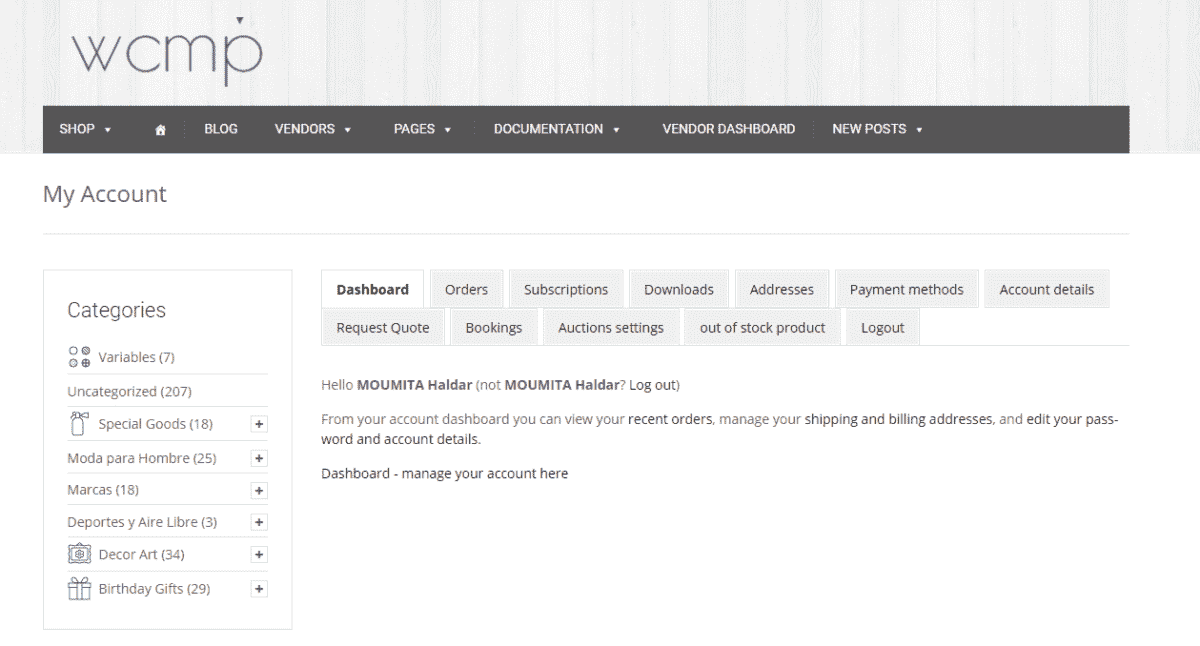 wcmp
SHOP BLOG VENDORS PAGES DOCUMENTATION VENDOR DASHBOARD NEW POSTS
My Account
Categories
Variables (7)
Uncategorized (207)
Special Goods (18) +
Moda para Hombre (25) +
Marcas (18) +
Deportes y Aire Libre (3) +
Decor Art (34) +
Birthday Gifts (29) +
Dashboard Orders Subscriptions Downloads Addresses Payment methods Account details
Request Quote Bookings Auctions settings out of stock product Logout
Hello MOUMITA Haldar (not MOUMITA Haldar? Log out)
From your account dashboard you can view your recent orders, manage your shipping and billing addresses, and edit your pass-
word and account details.
Dashboard - manage your account here